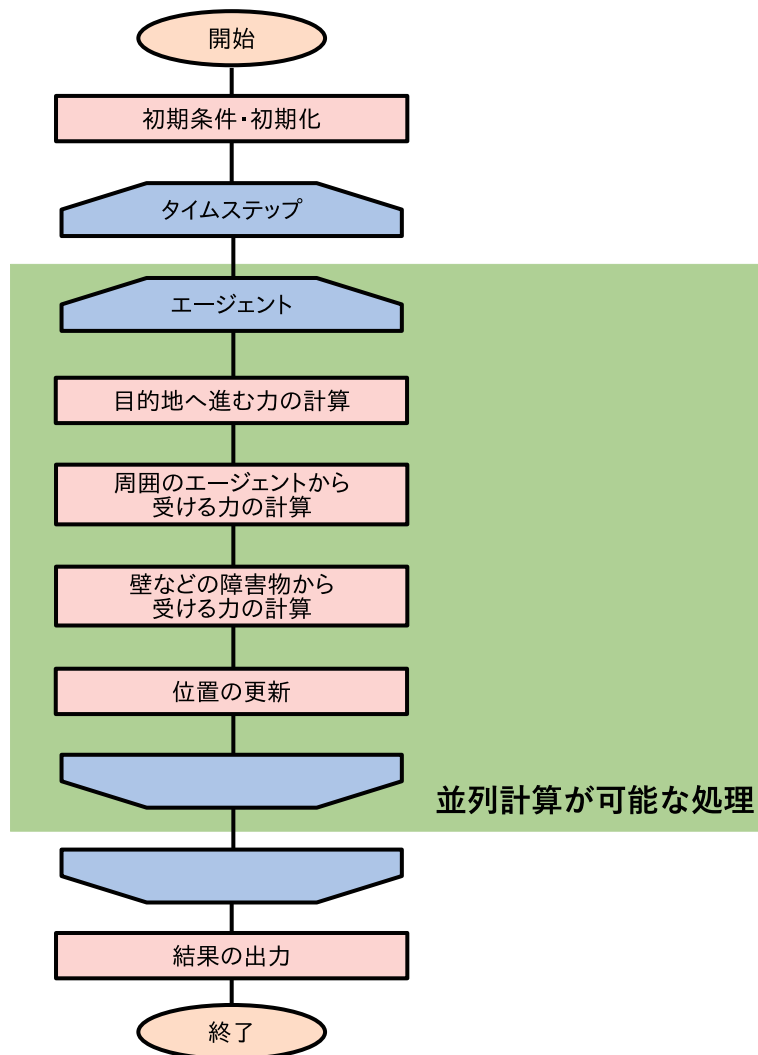 開始
初期条件・初期化
タイムステップ
エージェント
目的地へ進む力の計算
周囲のエージェントから
受ける力の計算
壁などの障害物から
受ける力の計算
位置の更新
並列計算が可能な処理
結果の出力
終了